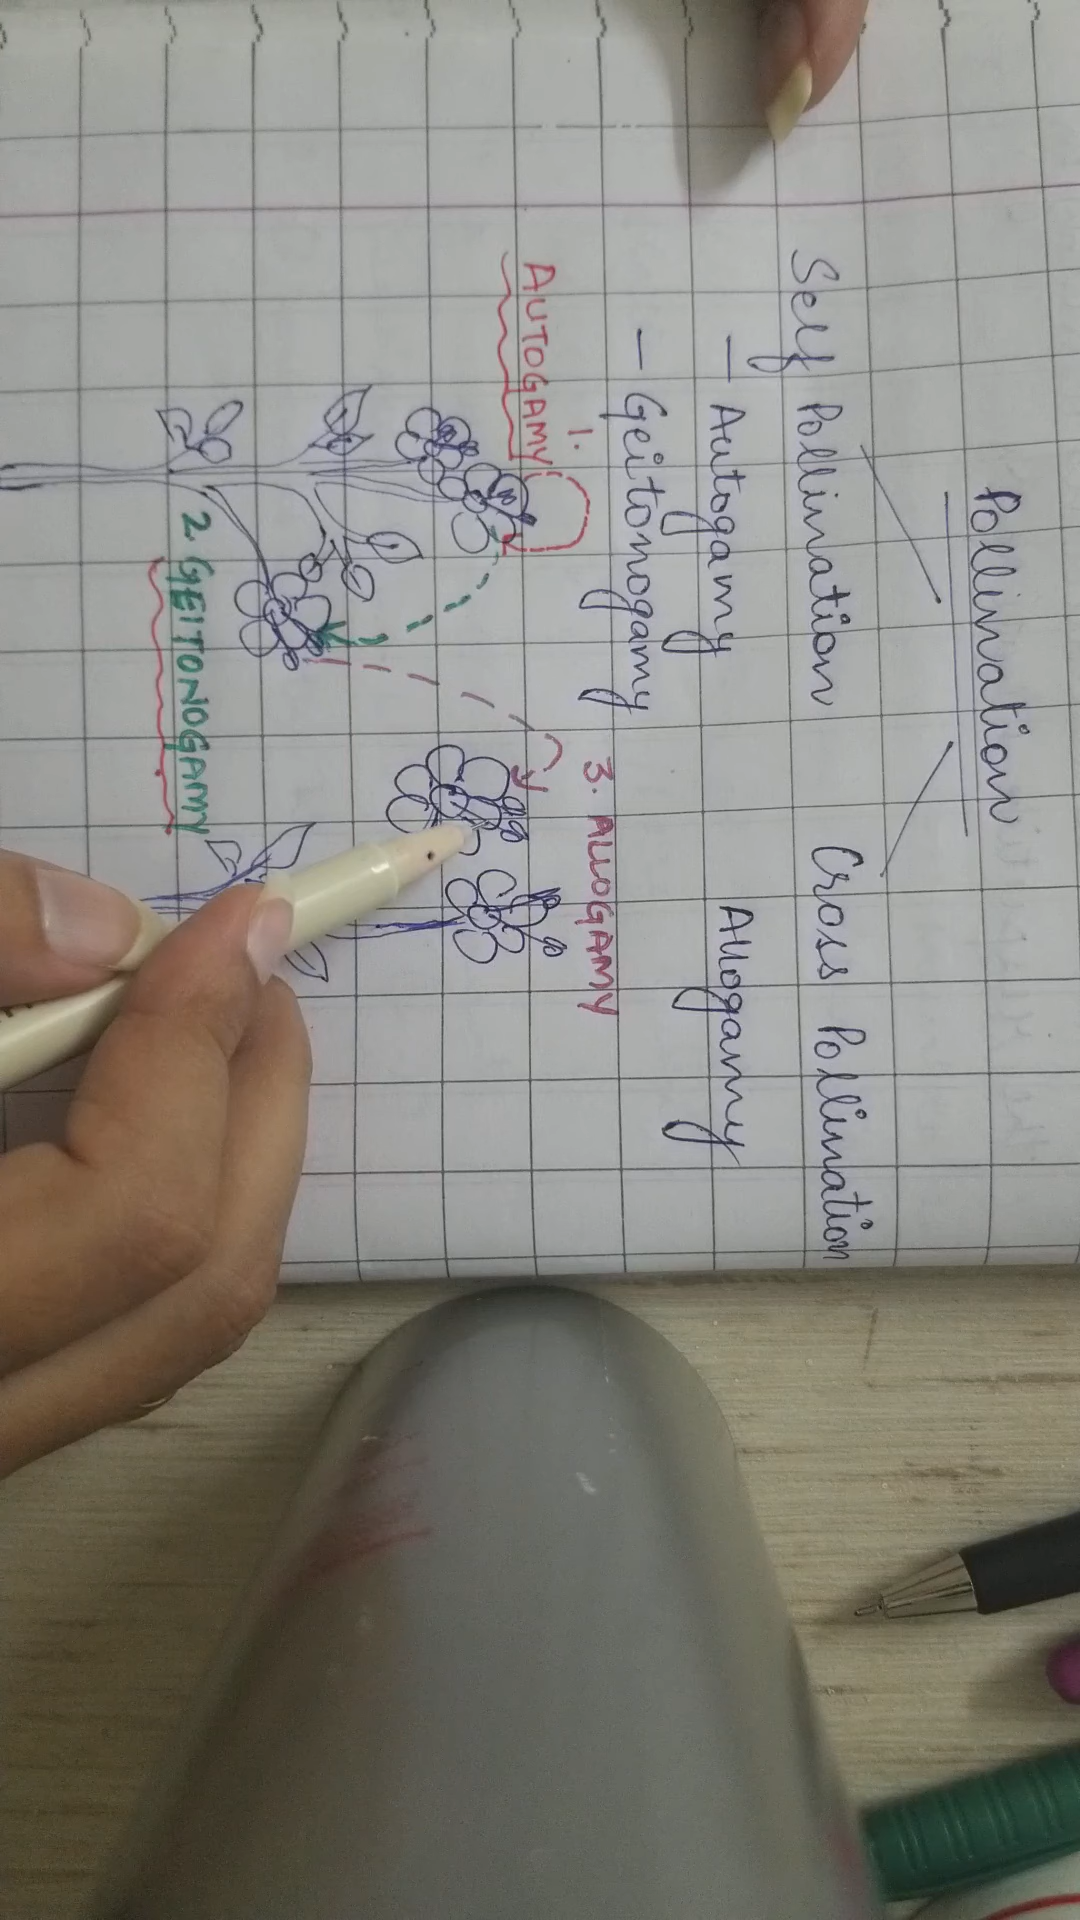 Pollination
Self Pollination Cross Pollination
- Autogamy Allogamy
- Geitonogamy
1. 3. ALLOGAMY
AUTOGAMY
2. GEITONOGAMY